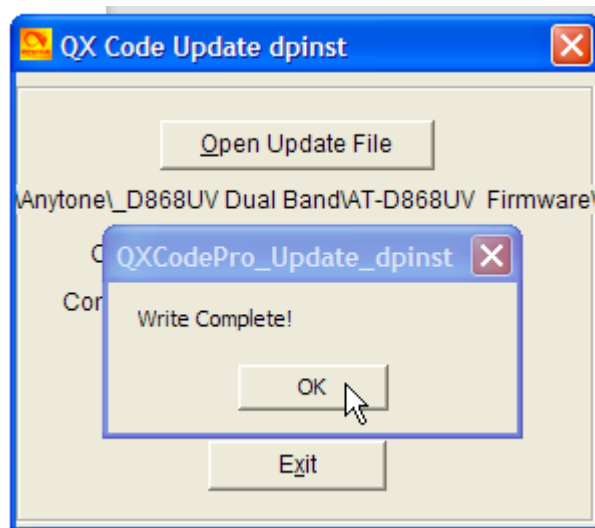 QX Code Update dpinst
Open Update File
\Anytone\_D868UV Dual Band\AT-D868UV Firmware\
QXCodePro_Update_dpinst
Write Complete!
OK
Exit